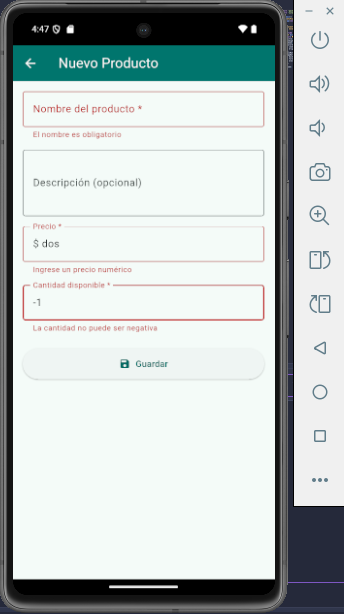 4:47
Nuevo Producto
Nombre del producto *
El nombre es obligatorio
Descripción (opcional)
Precio *
$ dos
Ingrese un precio numérico
Cantidad disponible *
-1
La cantidad no puede ser negativa
Guardar